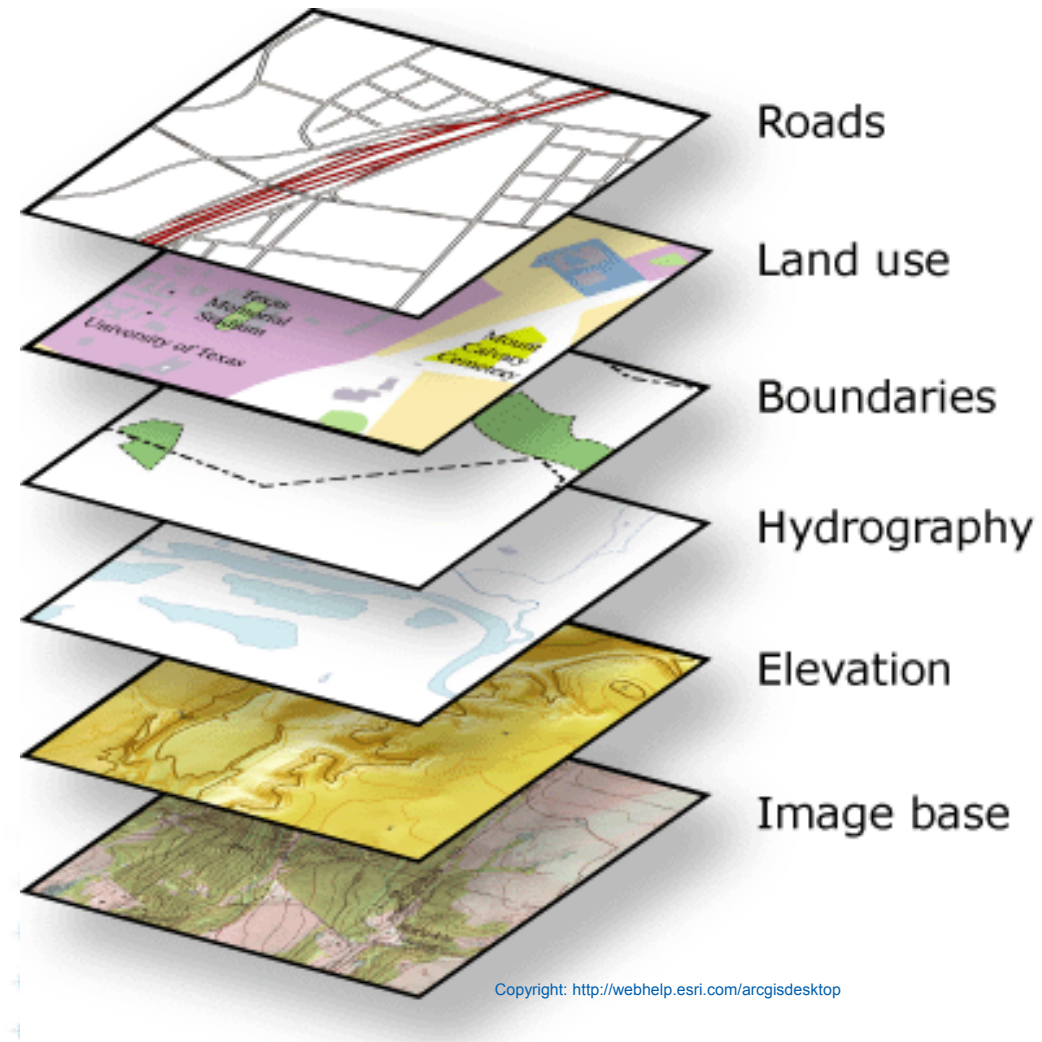 Roads
Land use
Texas
Memorial
Stadium
University of Texas
Mount
Calvary
Cemetery
Boundaries
Hydrography
Elevation
Image base
Copyright: http://webhelp.esri.com/arcgisdesktop